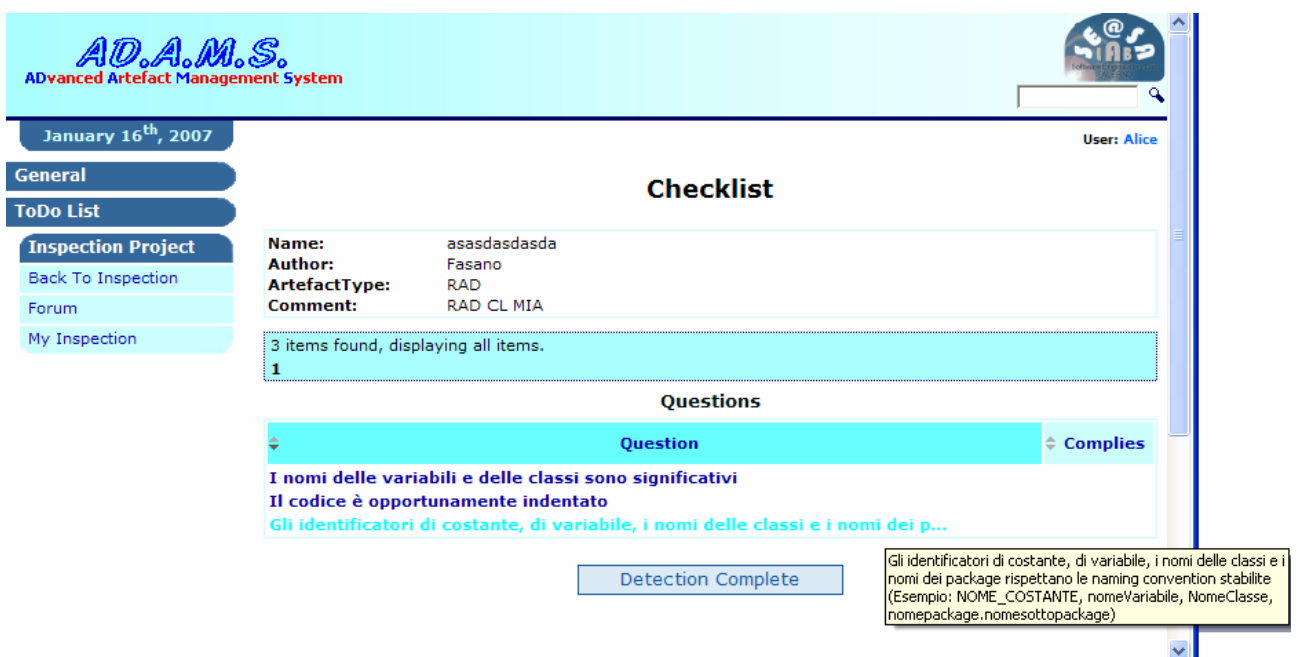 AD.A.M.S.
ADvanced Artefact Management System
January 16th, 2007
User: Alice
General
ToDo List
Inspection Project
Back To Inspection
Forum
My Inspection
Checklist
Name: asasdasdasda
Author: Fasano
ArtefactType: RAD
Comment: RAD CL MIA
3 items found, displaying all items.
1
Questions
Question Complies
I nomi delle variabili e delle classi sono significativi
Il codice è opportunamente indentato
Gli identificatori di costante, di variabile, i nomi delle classi e i nomi dei p...
Detection Complete
Gli identificatori di costante, di variabile, i nomi delle classi e i
nomi dei package rispettano le naming convention stabilite
(Esempio: NOME_COSTANTE, nomeVariabile, NomeClasse,
nomepackage.nomesottopackage)